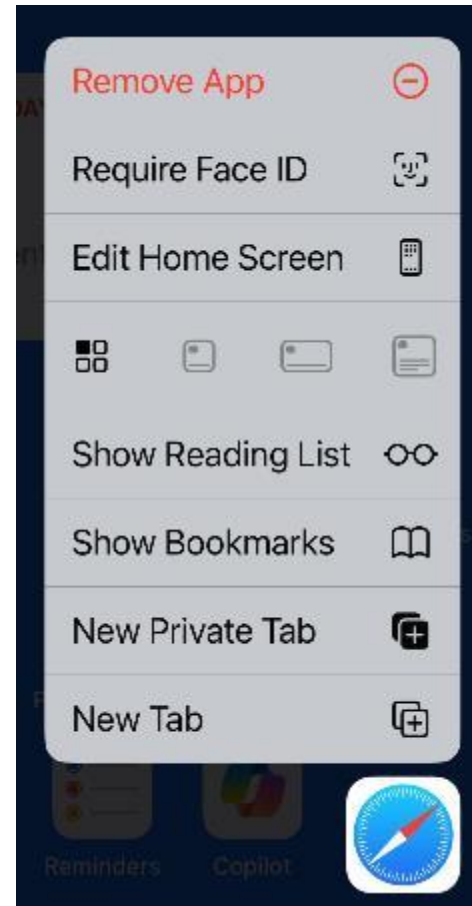 Remove App
Require Face ID
Edit Home Screen
Show Reading List
Show Bookmarks
New Private Tab
New Tab
Reminders
Copilot